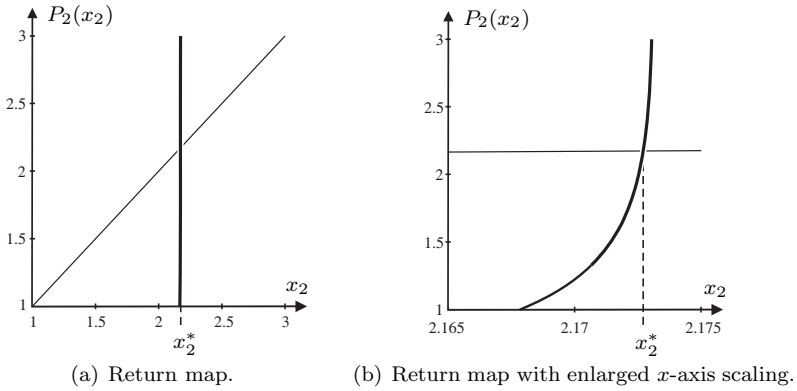 P₂(x₂)
3
2.5
2
1.5
1
1
1.5
2
2.5
3
x₂
x₂*
(a) Return map.
P₂(x₂)
3
2.5
2
1.5
1
2.165
2.17
2.175
x₂
x₂*
(b) Return map with enlarged x-axis scaling.